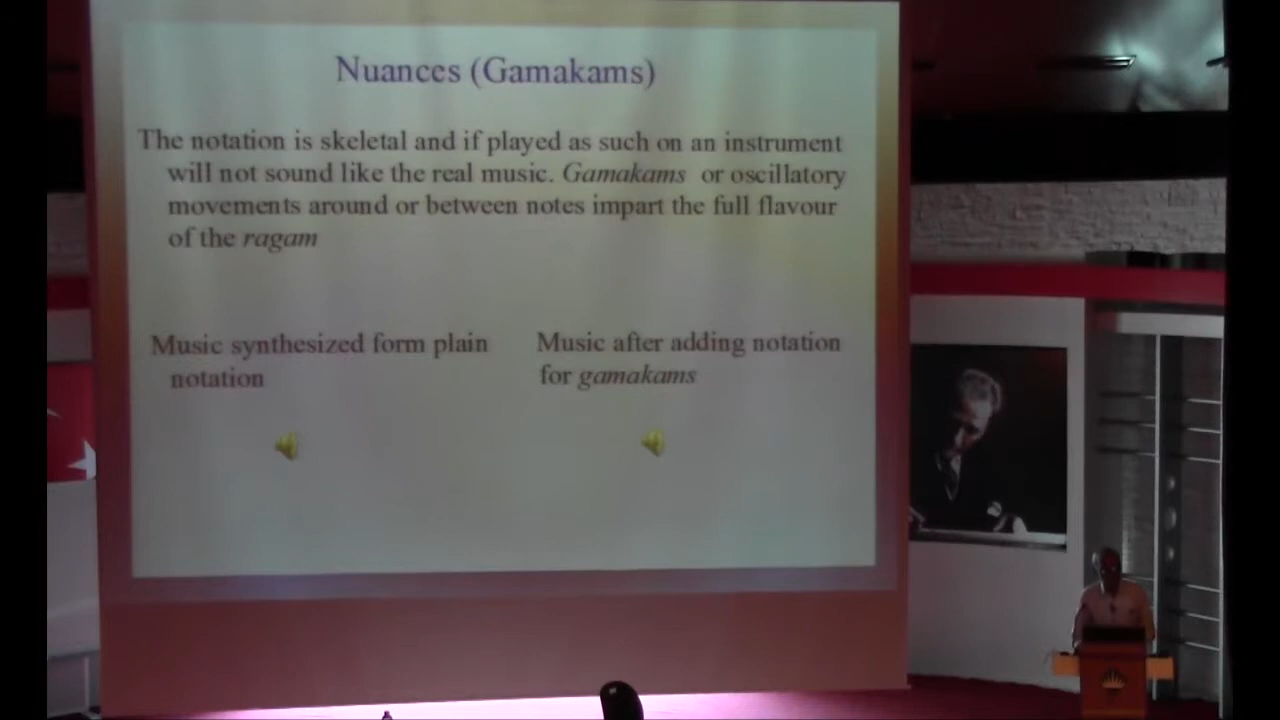 Nuances (Gamakams)
The notation is skeletal and if played as such on an instrument
will not sound like the real music. Gamakams or oscillatory
movements around or between notes impart the full flavour
of the ragam
Music synthesized form plain
notation
Music after adding notation
for gamakams